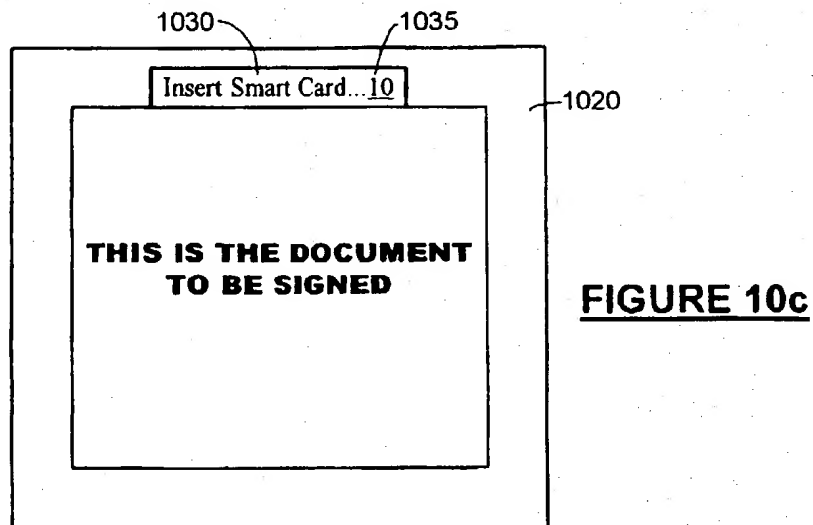 1030 1035
Insert Smart Card...10
1020
THIS IS THE DOCUMENT
TO BE SIGNED
FIGURE 10c